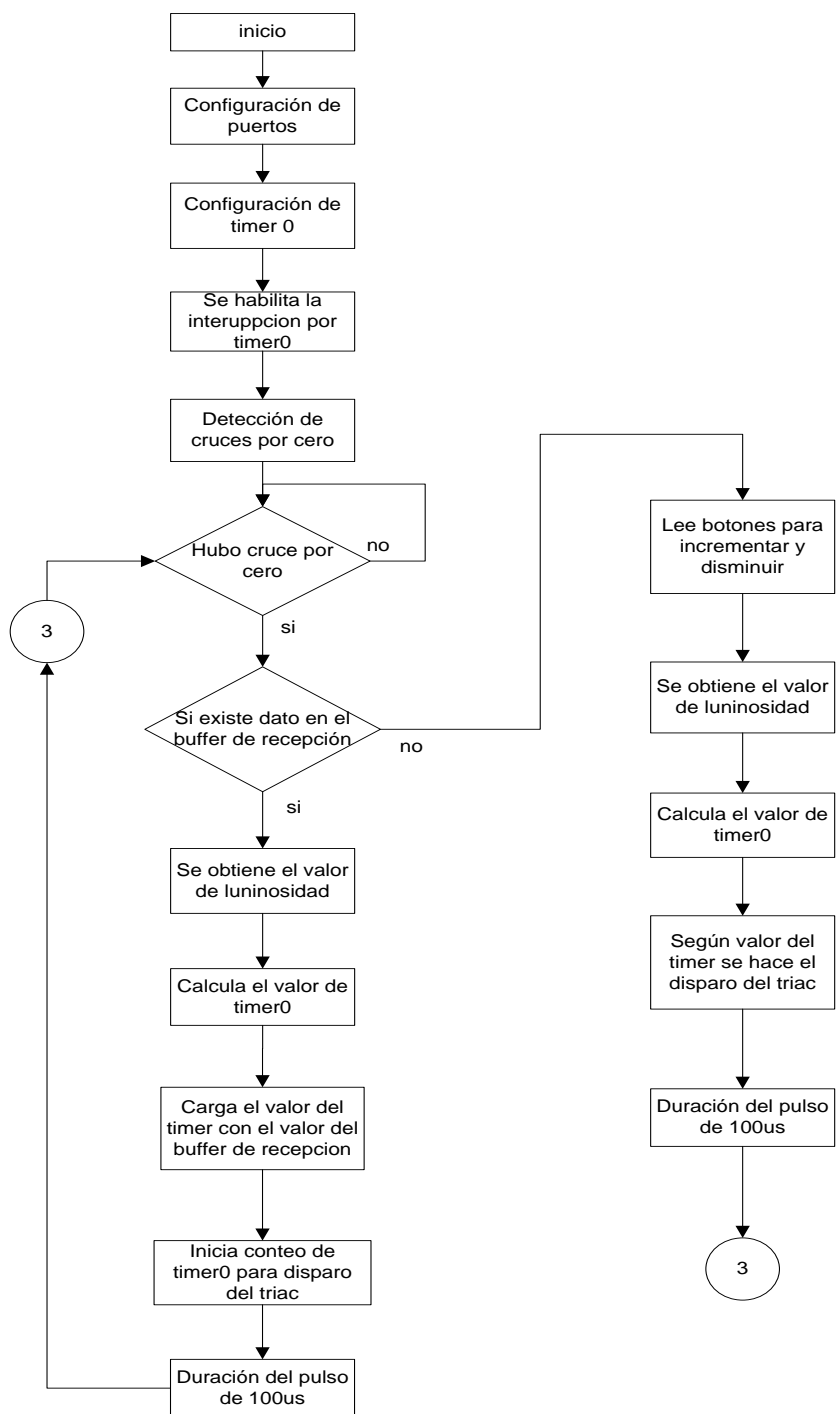 inicio
Configuración de
puertos
Configuración de
timer 0
Se habilita la
interuppcion por
timer0
Detección de
cruces por cero
Hubo cruce por
cero
no
si
3
Si existe dato en el
buffer de recepción
no
si
Se obtiene el valor
de luninosidad
Calcula el valor de
timer0
Carga el valor del
timer con el valor del
buffer de recepcion
Inicia conteo de
timer0 para disparo
del triac
Duración del pulso
de 100us
Lee botones para
incrementar y
disminuir
Se obtiene el valor
de luninosidad
Calcula el valor de
timer0
Según valor del
timer se hace el
disparo del triac
Duración del pulso
de 100us
3